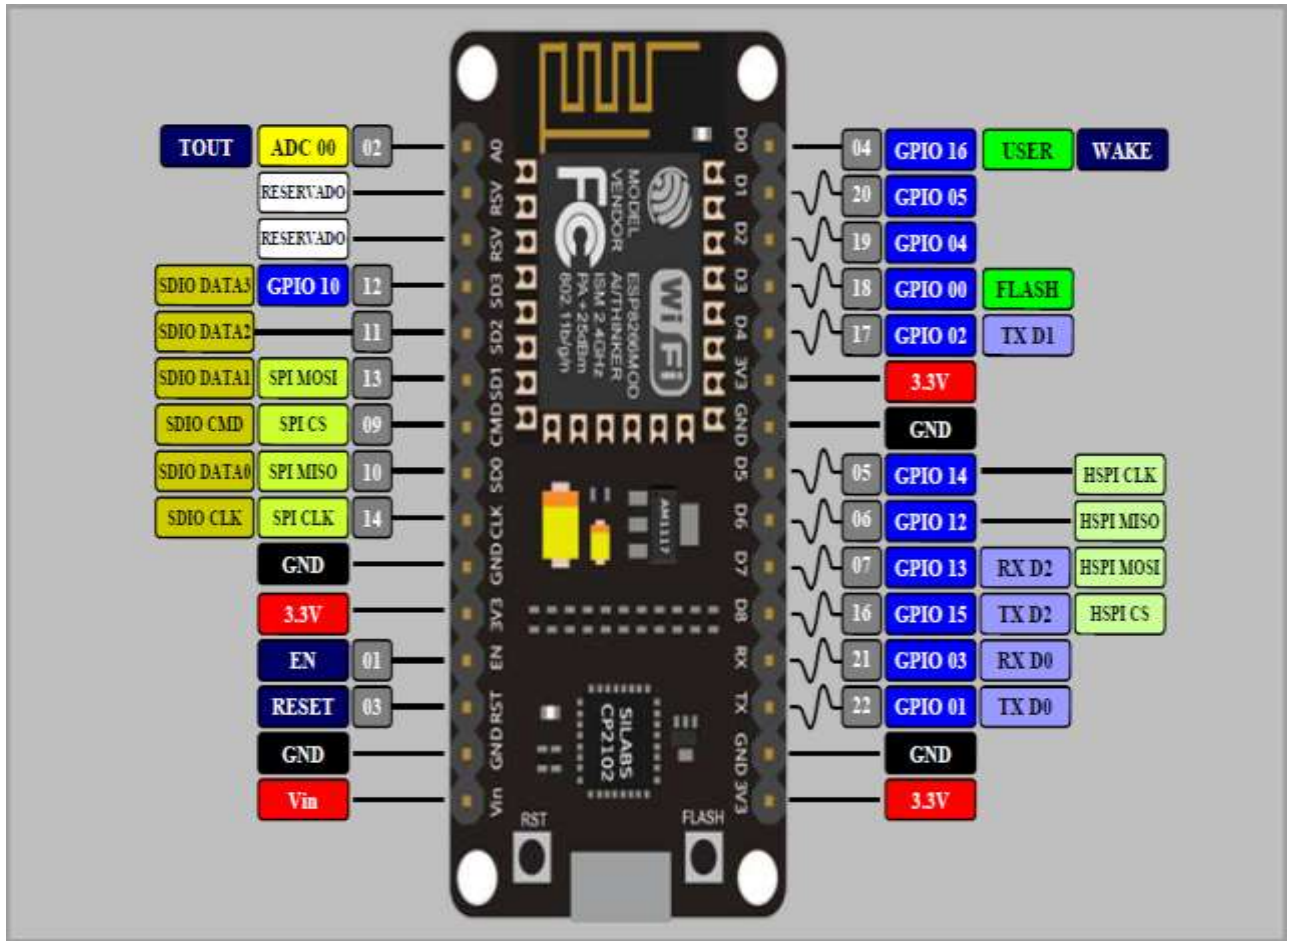 TOUT ADC 00 02 A0
RESERVADO RSV
RESERVADO RSV
SDIO DATA3 GPIO 10 12 SD3
SDIO DATA2 11 SD2
SDIO DATA1 SPI MOSI 13 SD1
SDIO CMD SPI CS 09 CMD
SDIO DATA0 SPI MISO 10 SD0
SDIO CLK SPI CLK 14 CLK
GND GND
3.3V 3V3
EN 01 EN
RESET 03 RST
GND GND
Vin Vin
D0 04 GPIO 16 USER WAKE
D1 20 GPIO 05
D2 19 GPIO 04
D3 18 GPIO 00 FLASH
D4 17 GPIO 02 TX D1
3V3 3.3V
GND GND
D5 05 GPIO 14 HSPI CLK
D6 06 GPIO 12 HSPI MISO
D7 07 GPIO 13 RX D2 HSPI MOSI
D8 16 GPIO 15 TX D2 HSPI CS
RX 21 GPIO 03 RX D0
TX 22 GPIO 01 TX D0
GND GND
3V3 3.3V
MODEL
VENDOR
FC
ESP8266MOD
AI/THINKER
ISM 2.4GHz
PA +25dBm
802.11b/g/n
WiFi
AM1117
SILABS
CP2102
RST
FLASH